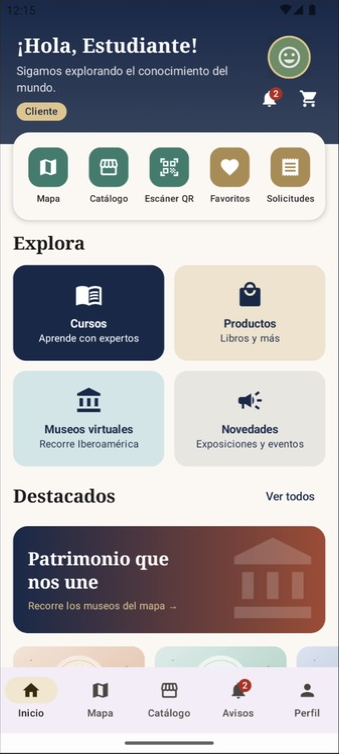 12:15
¡Hola, Estudiante!
Sigamos explorando el conocimiento del
mundo.
2
Cliente
Mapa
Catálogo
Escáner QR
Favoritos
Solicitudes
Explora
Cursos
Aprende con expertos
Productos
Libros y más
Museos virtuales
Recorre Iberoamérica
Novedades
Exposiciones y eventos
Destacados
Ver todos
Patrimonio que
nos une
Recorre los museos del mapa →
2
Inicio
Mapa
Catálogo
Avisos
Perfil